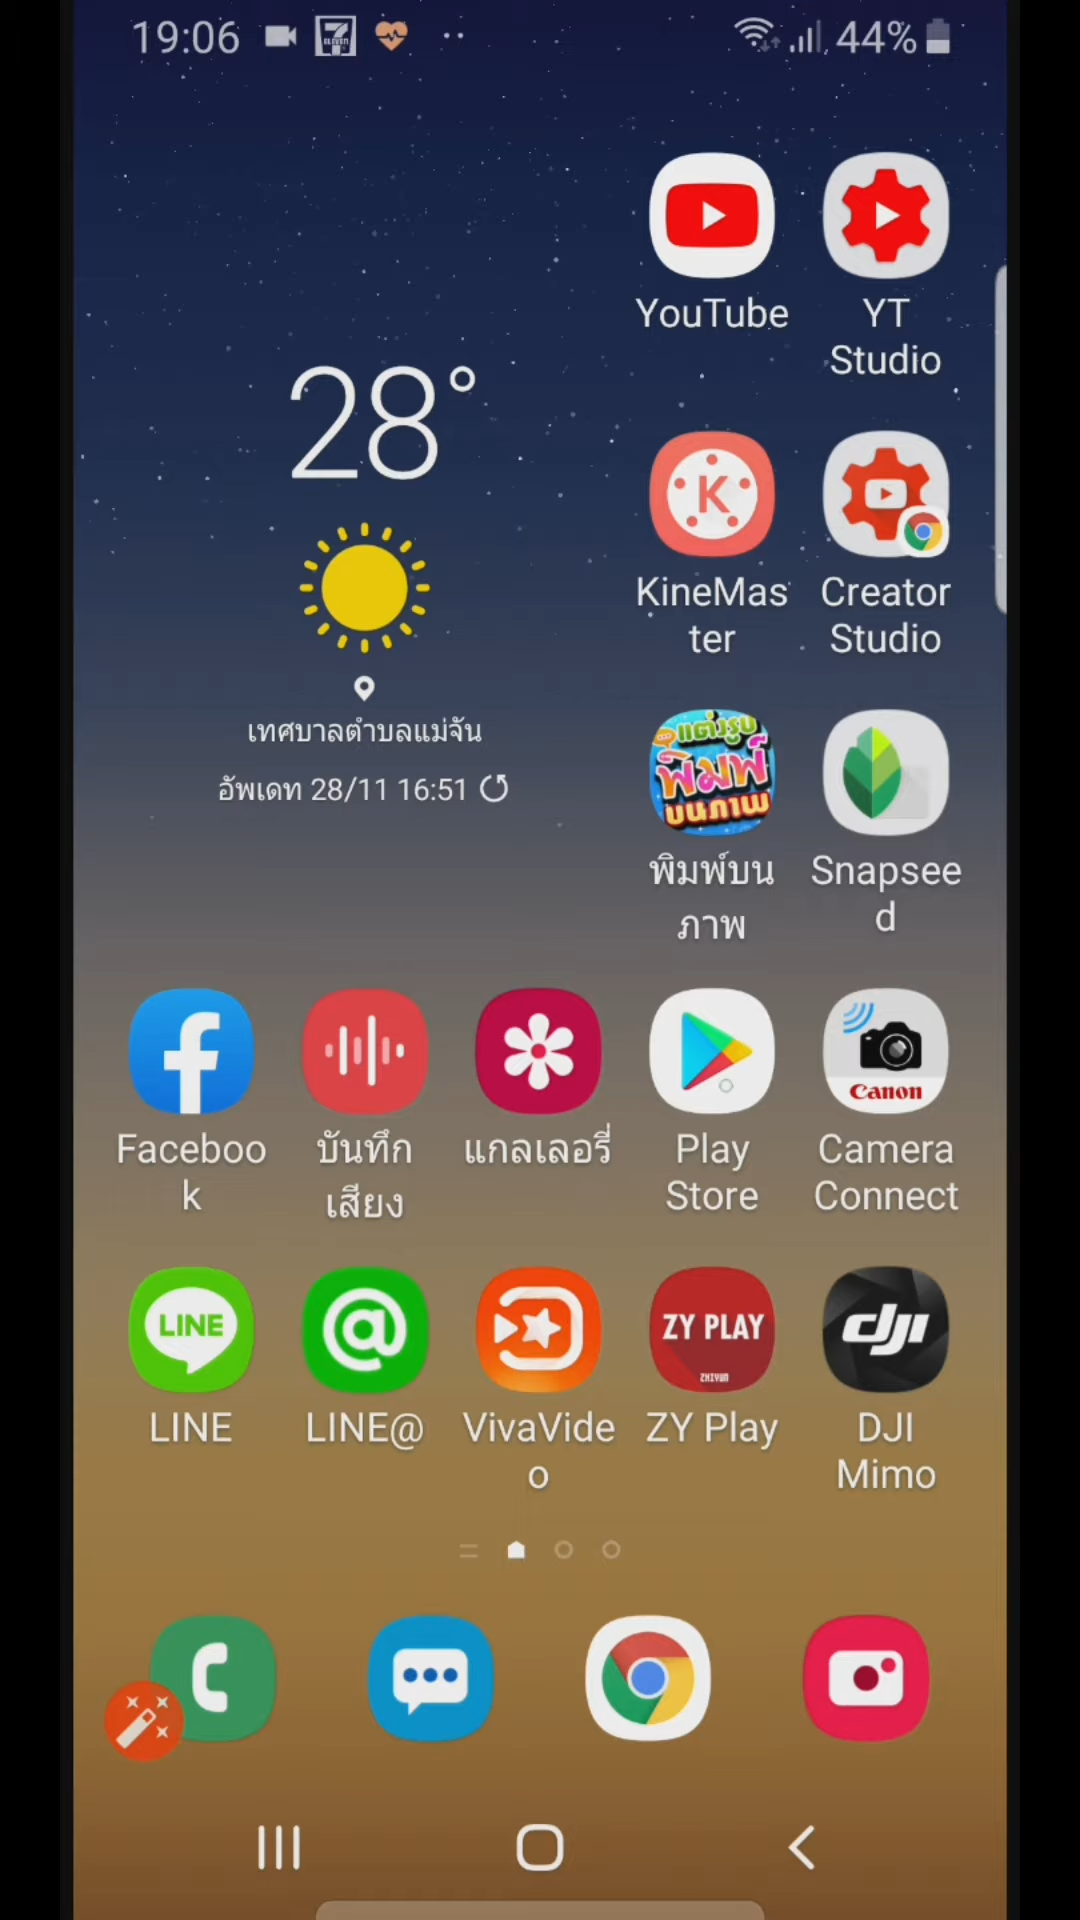 19:06
44%
YouTube
YT
Studio
28°
KineMas
ter
Creator
Studio
เทศบาลตำบลแม่จัน
อัพเดท 28/11 16:51
แต่งรูป
พิมพ์
บนภาพ
พิมพ์บน
ภาพ
Snapsee
d
Canon
Faceboo
k
บันทึก
เสียง
แกลเลอรี่
Play
Store
Camera
Connect
LINE
ZY PLAY
ZHIYUN
dji
LINE
LINE@
VivaVide
o
ZY Play
DJI
Mimo